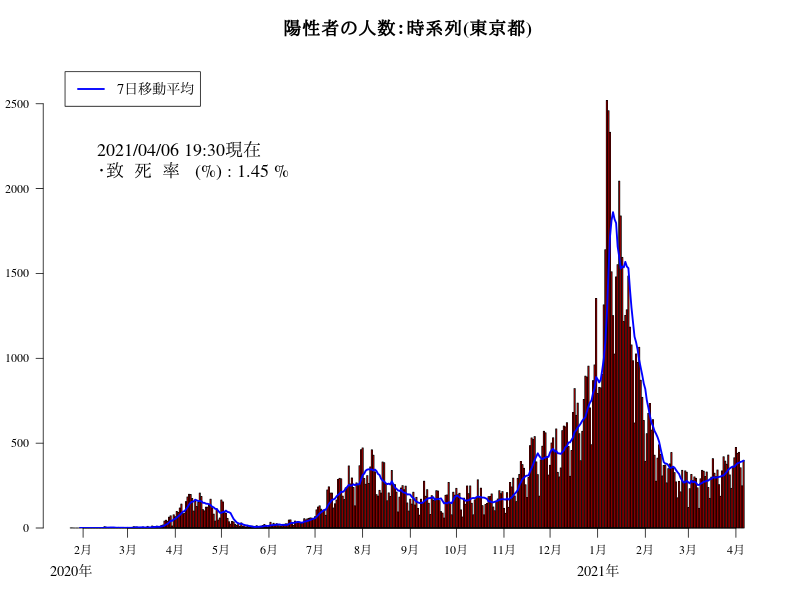 陽性者の人数:時系列(東京都)
7日移動平均
2021/04/06 19:30現在
・致 死 率 (%) : 1.45 %
2500
2000
1500
1000
500
0
2月 3月 4月 5月 6月 7月 8月 9月 10月 11月 12月 1月 2月 3月 4月
2020年 2021年